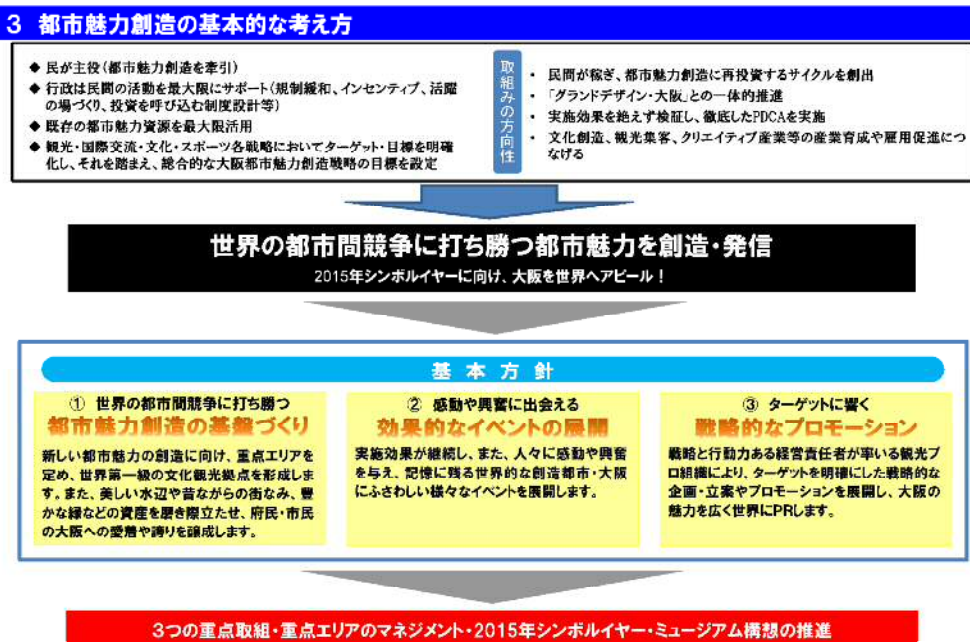 3 都市魅力創造の基本的な考え方
◆ 民が主役(都市魅力創造を牽引)
◆ 行政は民間の活動を最大限にサポート(規制緩和、インセンティブ、活躍
の場づくり、投資を呼び込む制度設計等)
◆ 既存の都市魅力資源を最大限活用
◆ 観光・国際交流・文化・スポーツ各戦略においてターゲット・目標を明確
化し、それを踏まえ、総合的な大阪都市魅力創造戦略の目標を設定
取組みの方向性
・ 民間が稼ぎ、都市魅力創造に再投資するサイクルを創出
・ 「グランドデザイン・大阪」との一体的推進
・ 実施効果を絶えず検証し、徹底したPDCAを実施
・ 文化創造、観光集客、クリエイティブ産業等の産業育成や雇用促進につ
なげる
世界の都市間競争に打ち勝つ都市魅力を創造・発信
2015年シンボルイヤーに向け、大阪を世界へアピール！
基本方針
① 世界の都市間競争に打ち勝つ
都市魅力創造の基盤づくり
新しい都市魅力の創造に向け、重点エリアを
定め、世界第一級の文化観光拠点を形成しま
す。また、美しい水辺や昔ながらの街なみ、豊
かな緑などの資産を磨き際立たせ、府民・市民
の大阪への愛着や誇りを醸成します。
② 感動や興奮に出会える
効果的なイベントの展開
実施効果が継続し、また、人々に感動や興奮
を与え、記憶に残る世界的な創造都市・大阪
にふさわしい様々なイベントを展開します。
③ ターゲットに響く
戦略的なプロモーション
戦略と行動力ある経営責任者が率いる観光プ
ロ組織により、ターゲットを明確にした戦略的な
企画・立案やプロモーションを展開し、大阪の
魅力を広く世界にPRします。
3つの重点取組・重点エリアのマネジメント・2015年シンボルイヤー・ミュージアム構想の推進